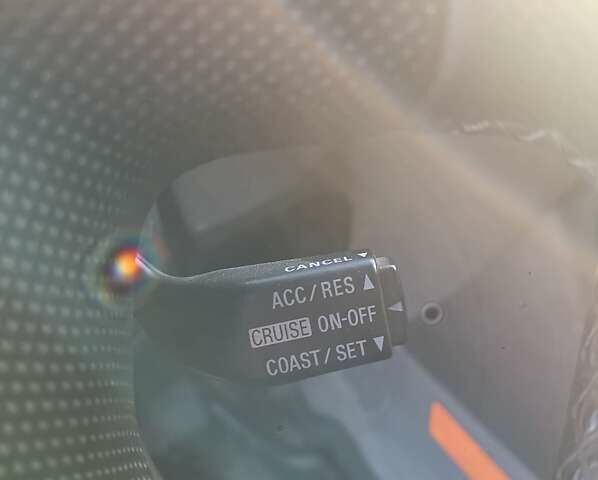 CANCEL ▼
ACC/RES ▲
CRUISE ON-OFF ◀
COAST/SET ▼